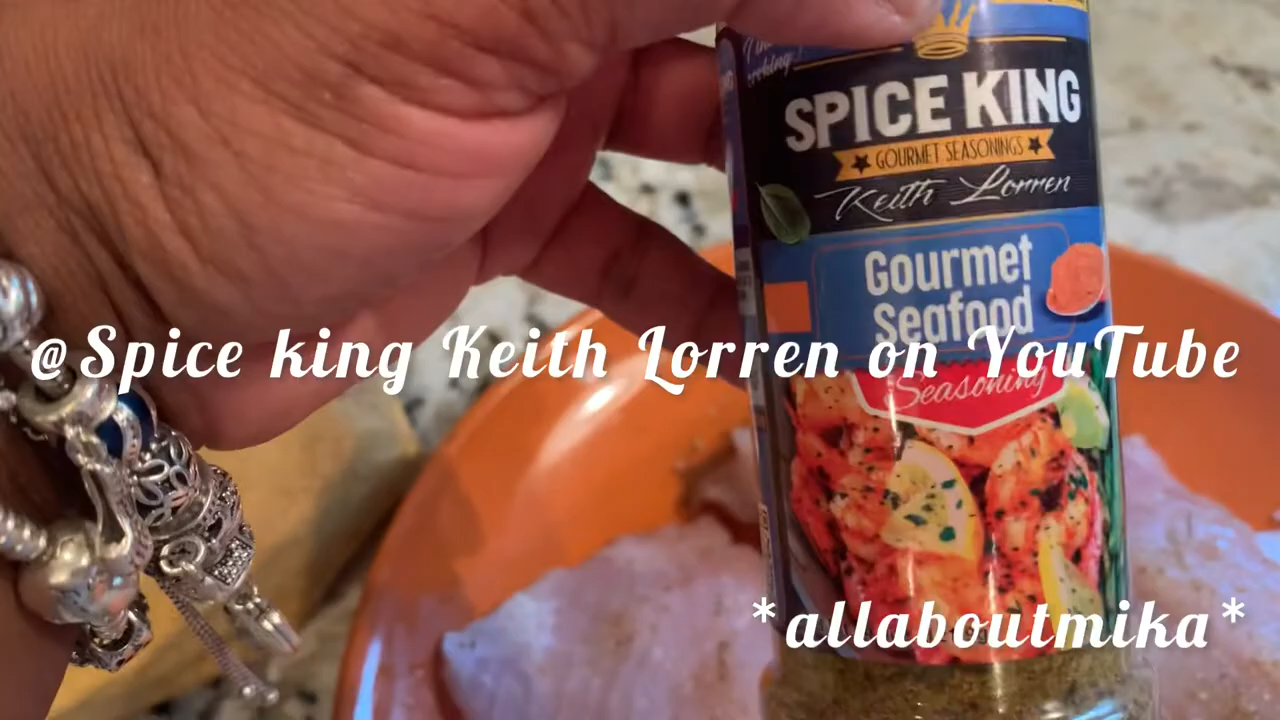 SPICE KING
GOURMET SEASONINGS
Keith Lorren
Gourmet
Seafood
@Spice king Keith Lorren on YouTube
Seasoning
*allaboutmika*